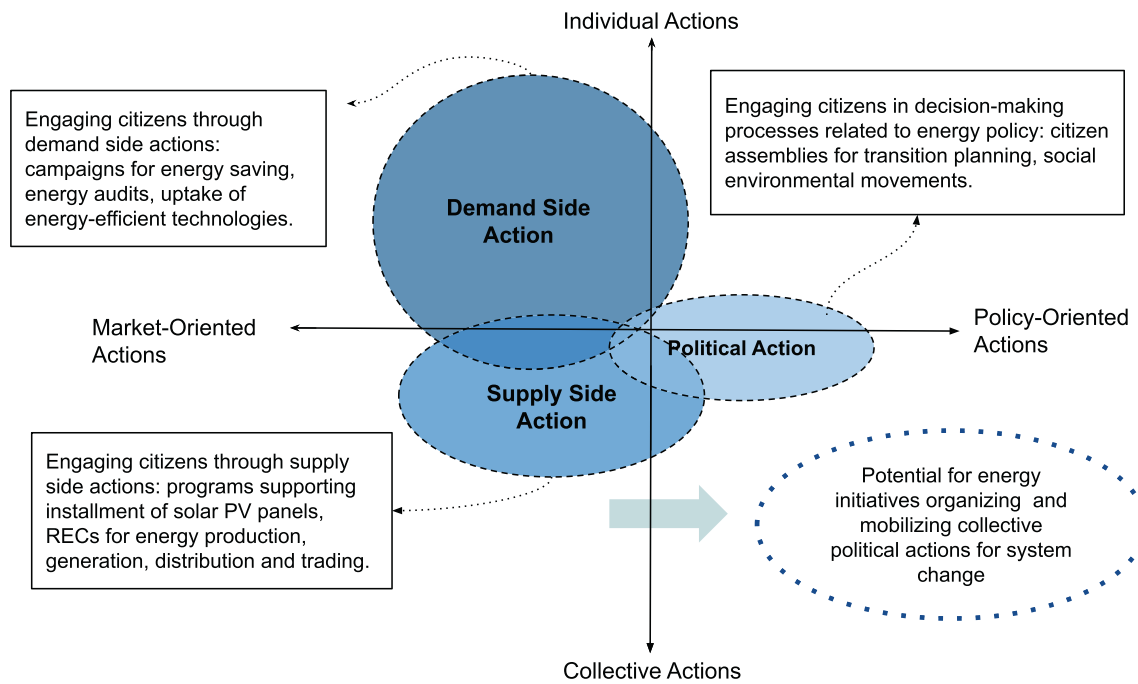 Individual Actions
Engaging citizens through
demand side actions:
campaigns for energy saving,
energy audits, uptake of
energy-efficient technologies.
Engaging citizens in decision-making
processes related to energy policy: citizen
assemblies for transition planning, social
environmental movements.
Demand Side
Action
Market-Oriented
Actions
Policy-Oriented
Actions
Political Action
Supply Side
Action
Engaging citizens through supply
side actions: programs supporting
installment of solar PV panels,
RECs for energy production,
generation, distribution and trading.
Potential for energy
initiatives organizing and
mobilizing collective
political actions for system
change
Collective Actions